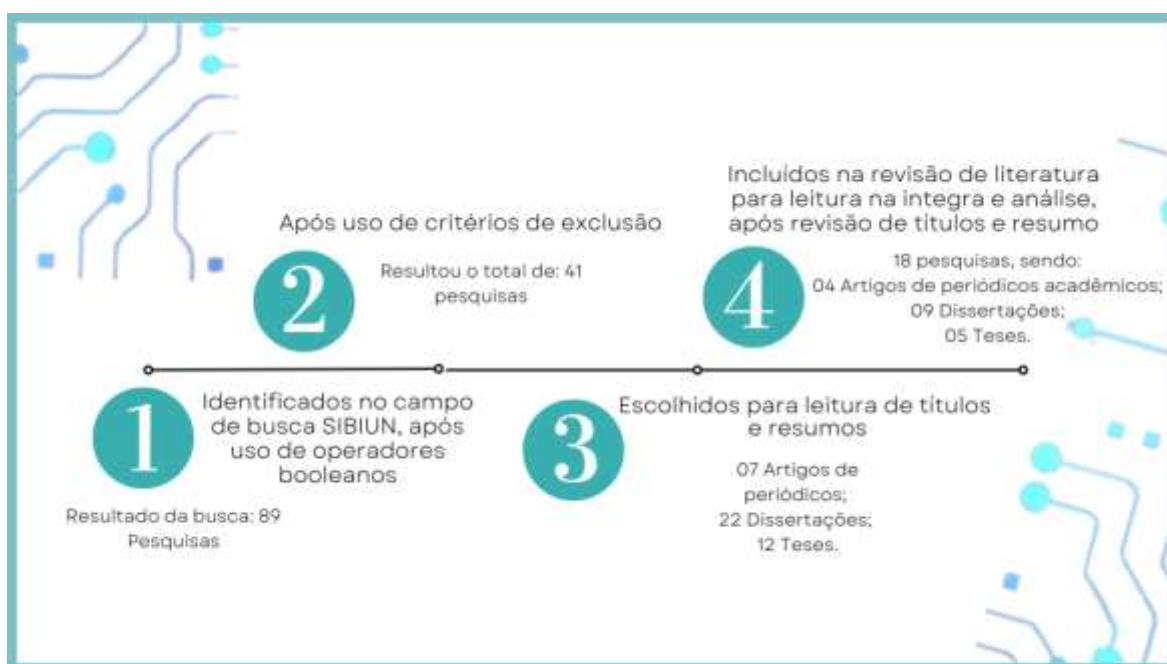 1
Identificados no campo
de busca SIBIUN, após
uso de operadores
booleanos
Resultado da busca: 89
Pesquisas
2
Após uso de critérios de exclusão
Resultou o total de: 41
pesquisas
3
Escolhidos para leitura de títulos
e resumos
07 Artigos de
periódicos;
22 Dissertações;
12 Teses.
4
Incluídos na revisão de literatura
para leitura na integra e análise,
após revisão de títulos e resumo
18 pesquisas, sendo:
04 Artigos de periódicos acadêmicos;
09 Dissertações;
05 Teses.